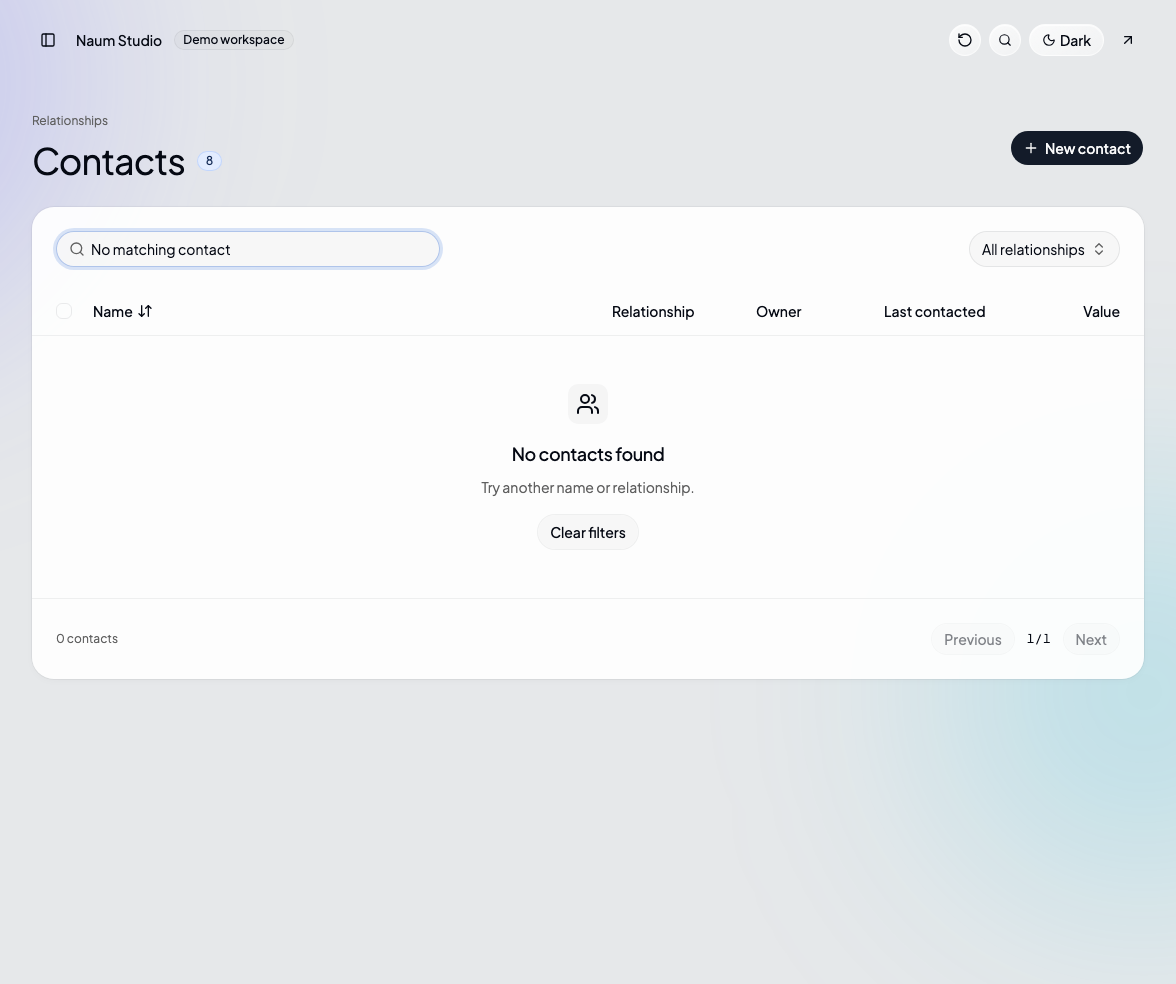 Naum Studio
Demo workspace
Dark
Relationships
Contacts 8
New contact
No matching contact
All relationships
Name Relationship Owner Last contacted Value
No contacts found
Try another name or relationship.
Clear filters
0 contacts
Previous 1/1 Next